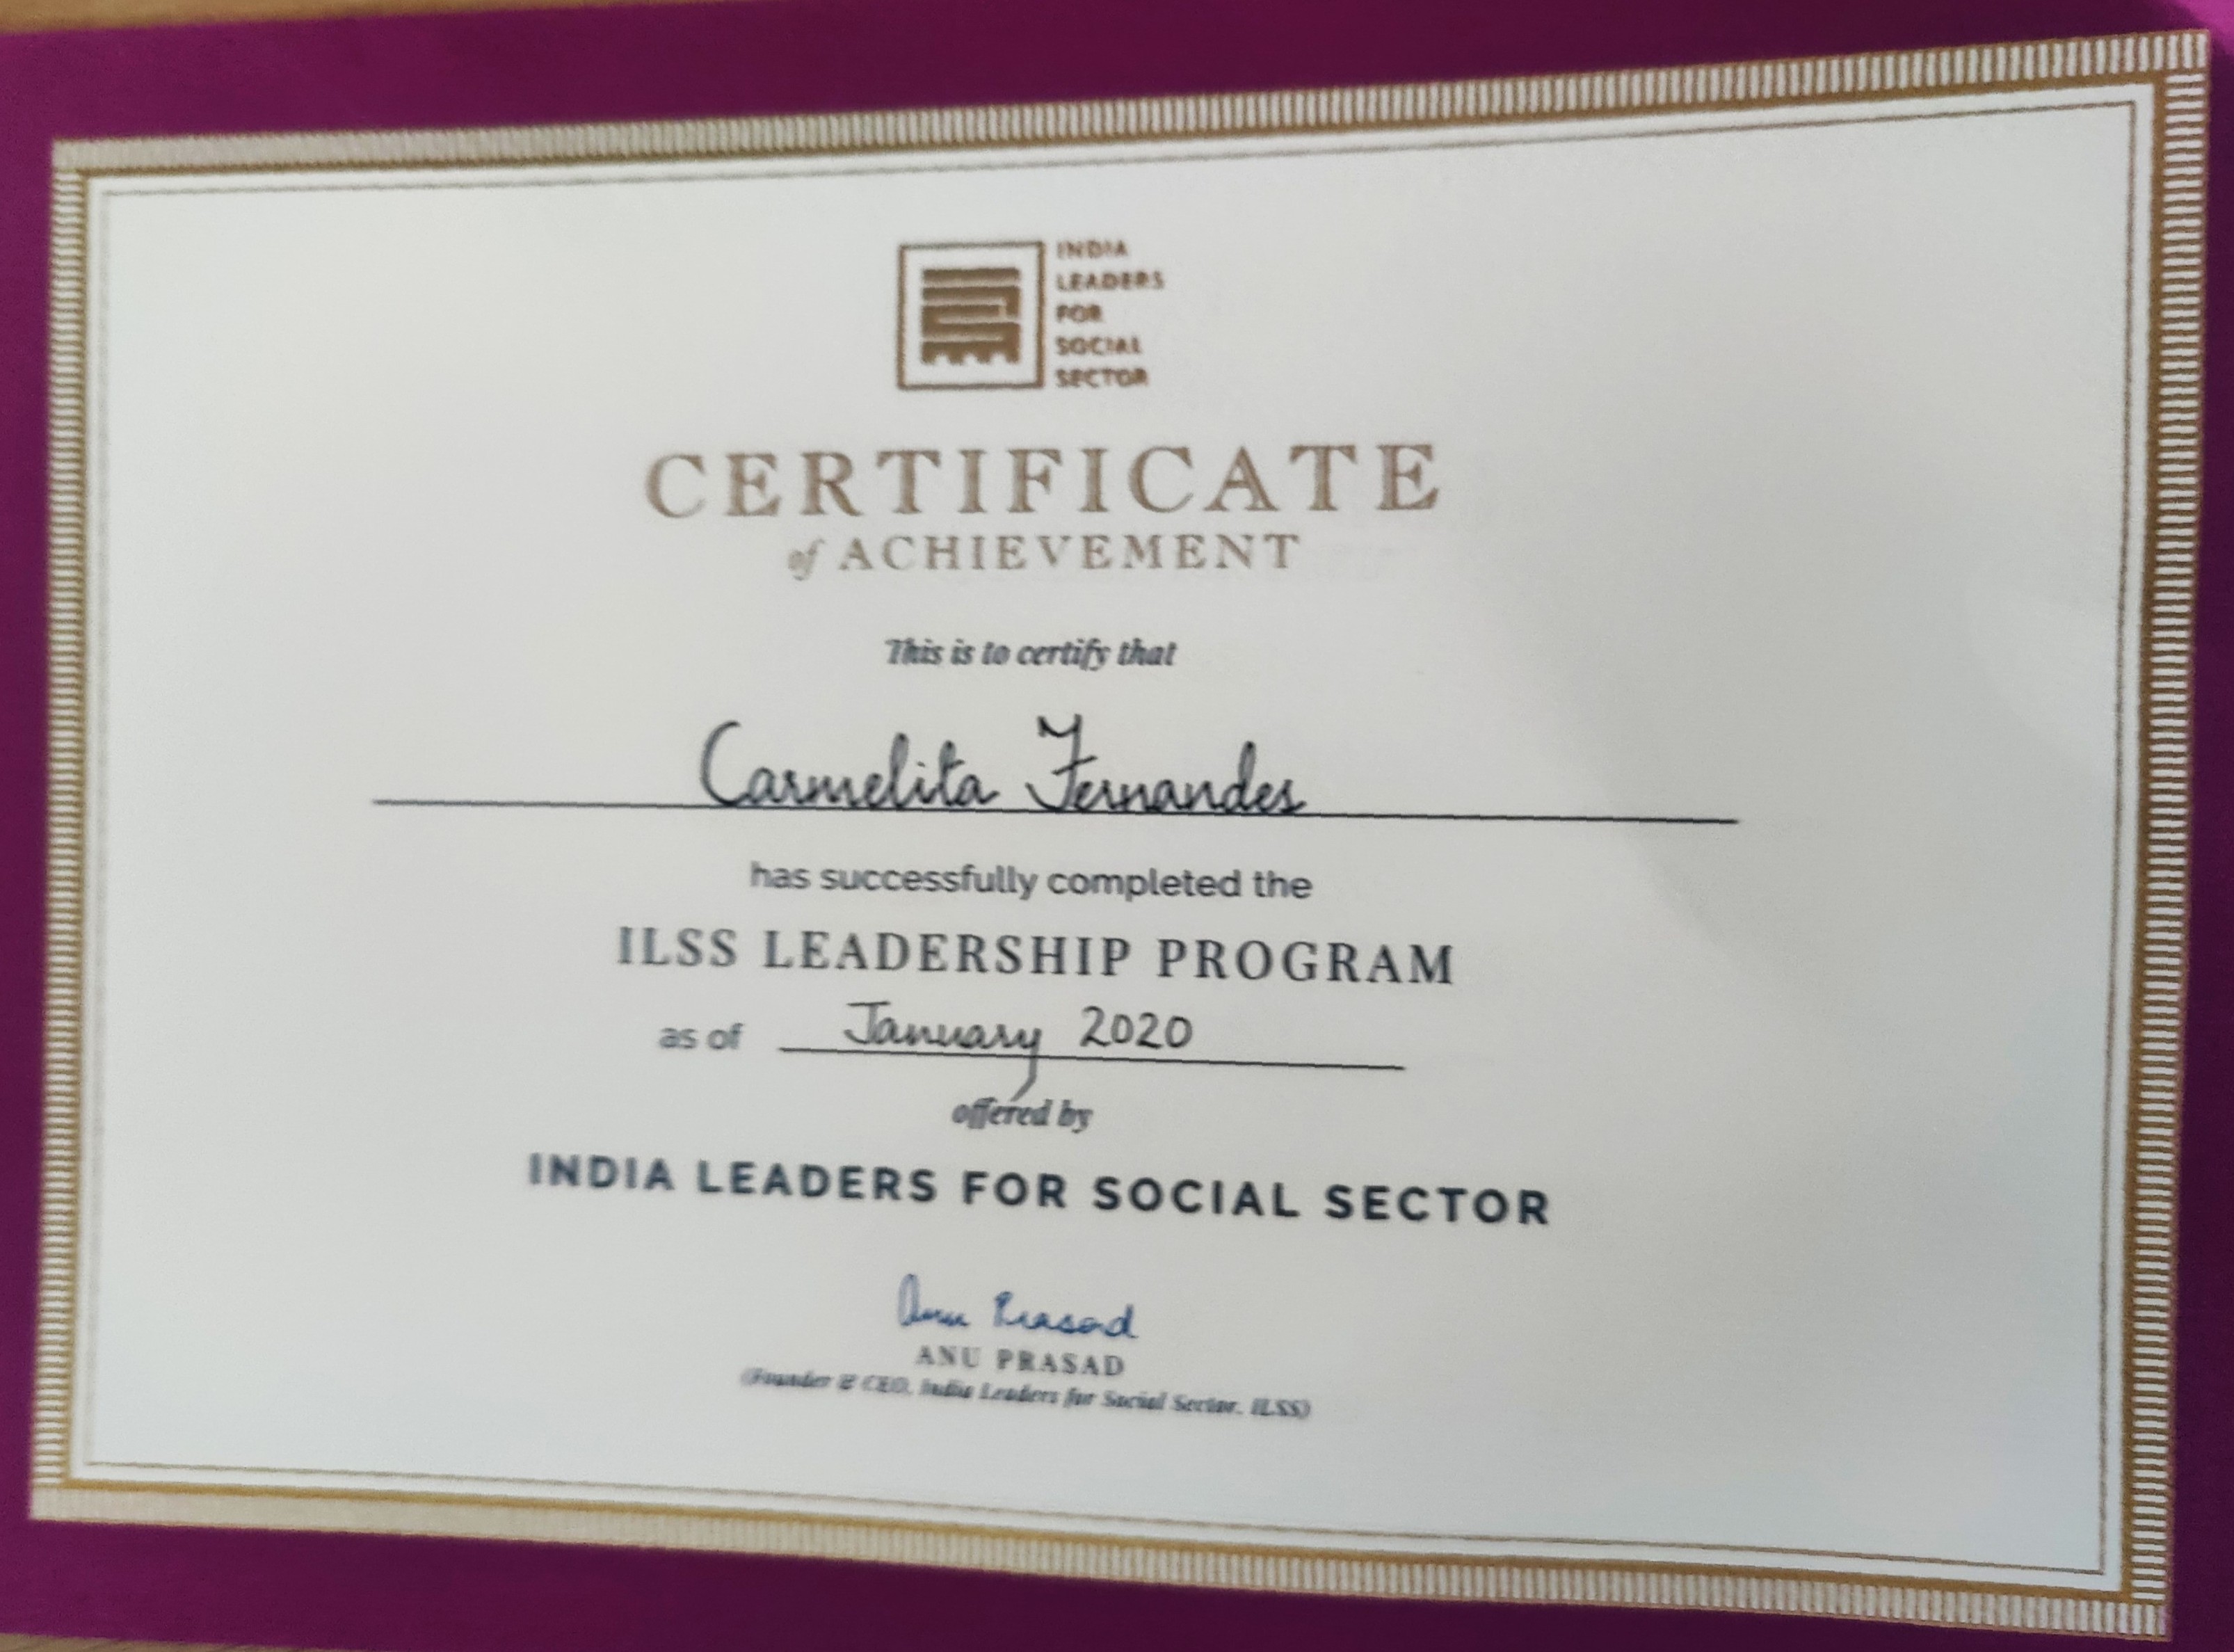 INDIA
LEADERS
FOR
SOCIAL
SECTOR
CERTIFICATE
of ACHIEVEMENT
This is to certify that
Carmelita Fernandes
has successfully completed the
ILSS LEADERSHIP PROGRAM
as of January 2020
offered by
INDIA LEADERS FOR SOCIAL SECTOR
Anu Prasad
ANU PRASAD
(Founder & CEO, India Leaders for Social Sector, ILSS)